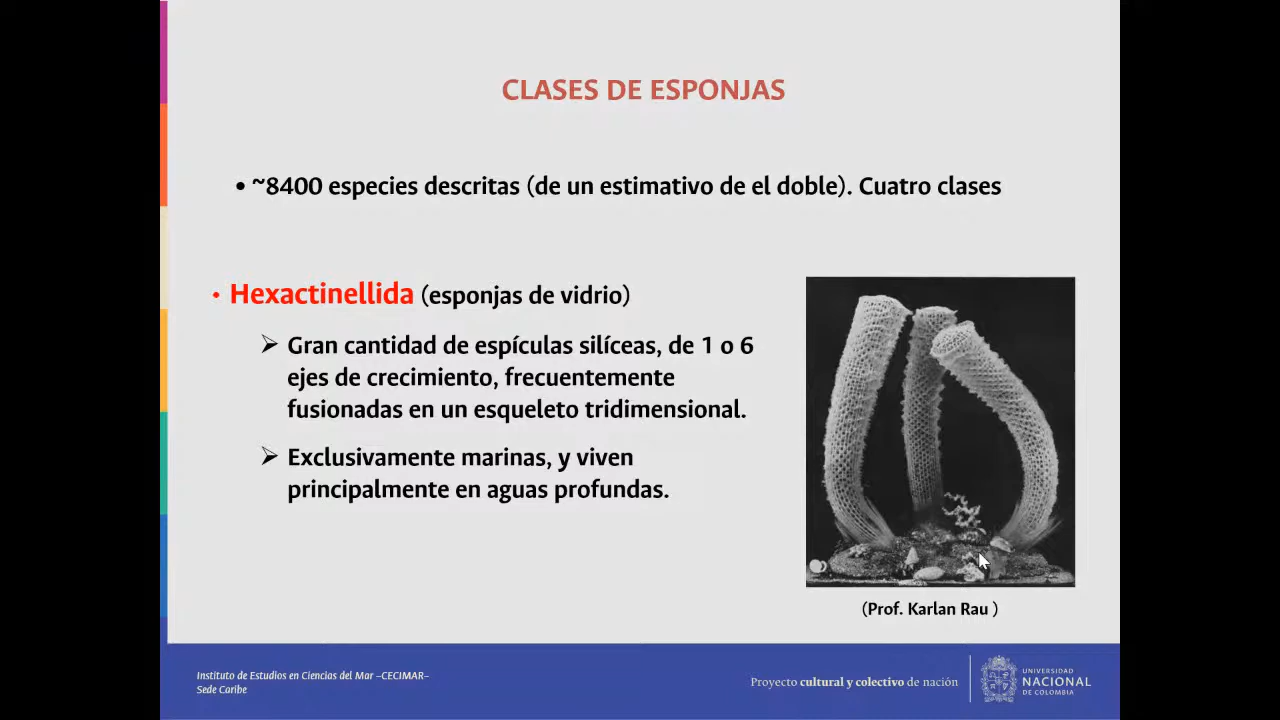 CLASES DE ESPONJAS
• ~8400 especies descritas (de un estimativo de el doble). Cuatro clases
• Hexactinellida (esponjas de vidrio)
➢ Gran cantidad de espículas silíceas, de 1 o 6
ejes de crecimiento, frecuentemente
fusionadas en un esqueleto tridimensional.
➢ Exclusivamente marinas, y viven
principalmente en aguas profundas.
(Prof. Karlan Rau )
Instituto de Estudios en Ciencias del Mar –CECIMAR–
Sede Caribe
Proyecto cultural y colectivo de nación
UNIVERSIDAD
NACIONAL
DE COLOMBIA